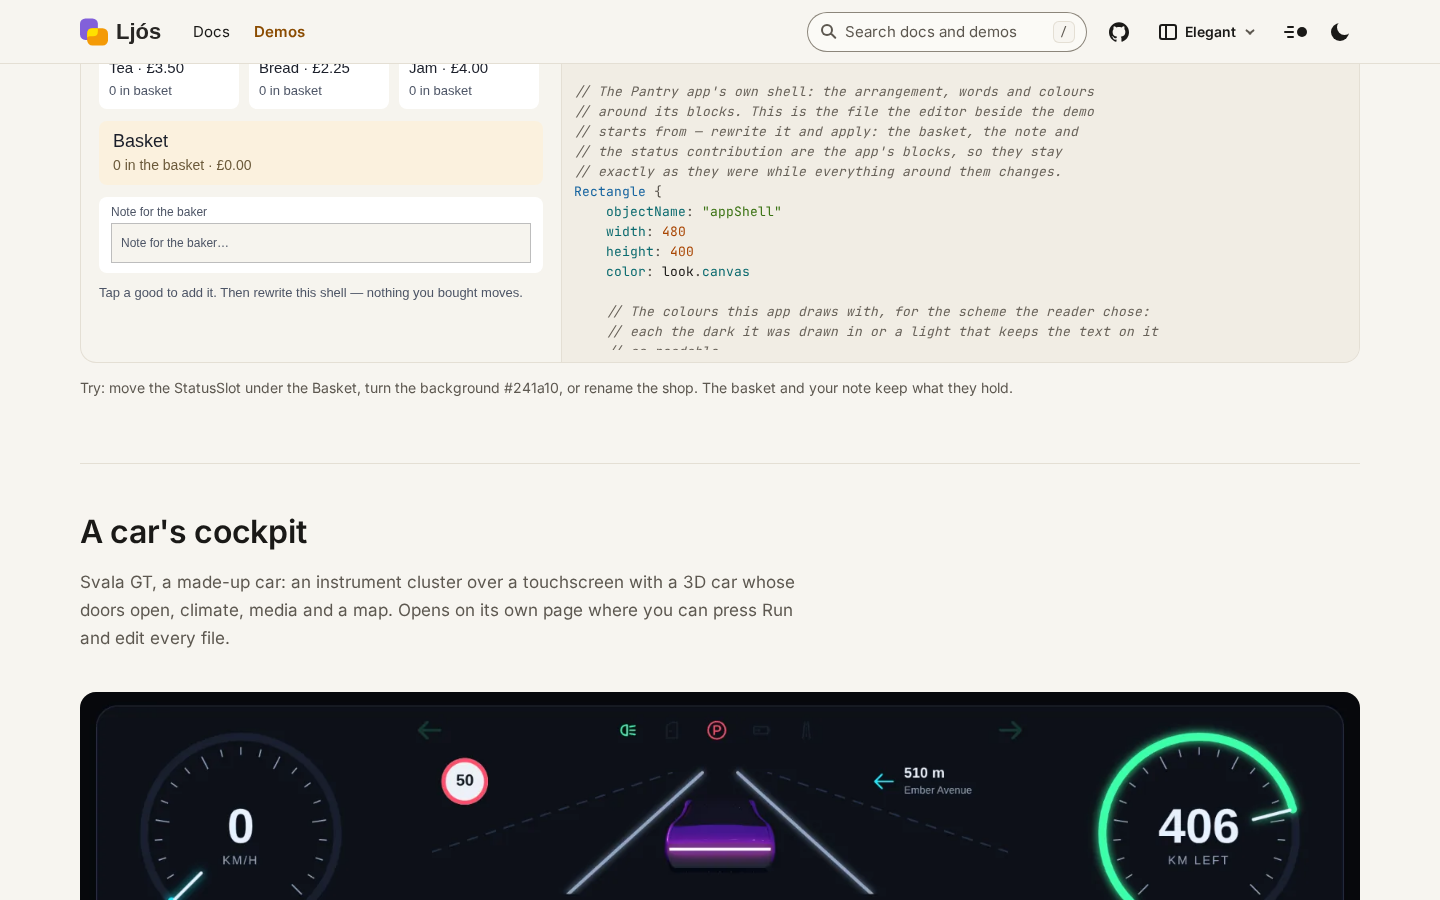 Ljós
Docs
Demos
Search docs and demos
/
Elegant
Tea · £3.50
0 in basket
Bread · £2.25
0 in basket
Jam · £4.00
0 in basket
Basket
0 in the basket · £0.00
Note for the baker
Note for the baker…
Tap a good to add it. Then rewrite this shell — nothing you bought moves.
// The Pantry app's own shell: the arrangement, words and colours
// around its blocks. This is the file the editor beside the demo
// starts from — rewrite it and apply: the basket, the note and
// the status contribution are the app's blocks, so they stay
// exactly as they were while everything around them changes.
Rectangle {
objectName: "appShell"
width: 480
height: 400
color: look.canvas
// The colours this app draws with, for the scheme the reader chose:
// each the dark it was drawn in or a light that keeps the text on it
// as readable
Try: move the StatusSlot under the Basket, turn the background #241a10, or rename the shop. The basket and your note keep what they hold.
A car's cockpit
Svala GT, a made-up car: an instrument cluster over a touchscreen with a 3D car whose
doors open, climate, media and a map. Opens on its own page where you can press Run
and edit every file.
P
50
510 m
Ember Avenue
0
KM/H
406
KM LEFT